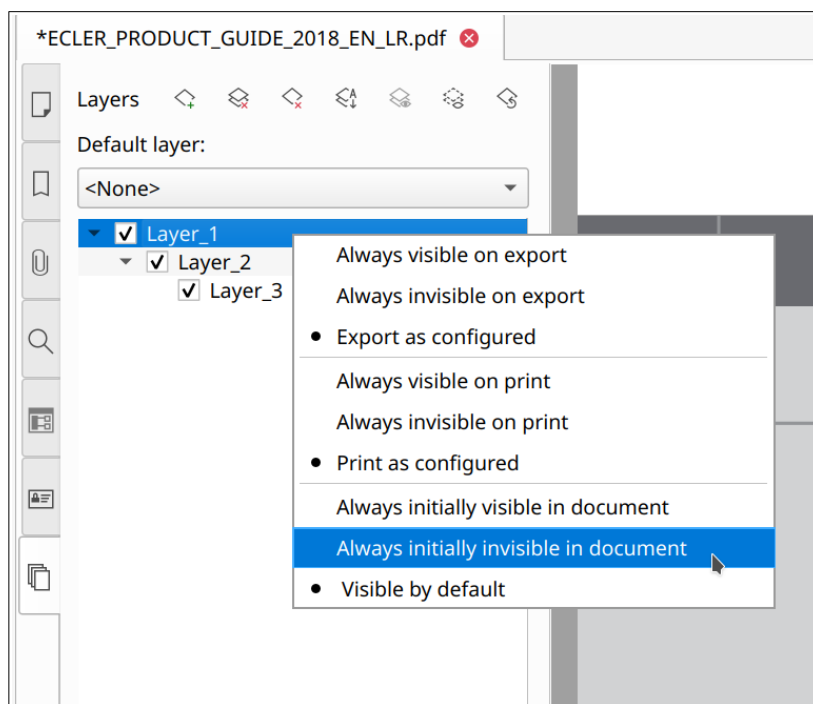 *ECLER_PRODUCT_GUIDE_2018_EN_LR.pdf
Layers
Default layer:
<None>
Layer_1
Layer_2
Layer_3
Always visible on export
Always invisible on export
Export as configured
Always visible on print
Always invisible on print
Print as configured
Always initially visible in document
Always initially invisible in document
Visible by default